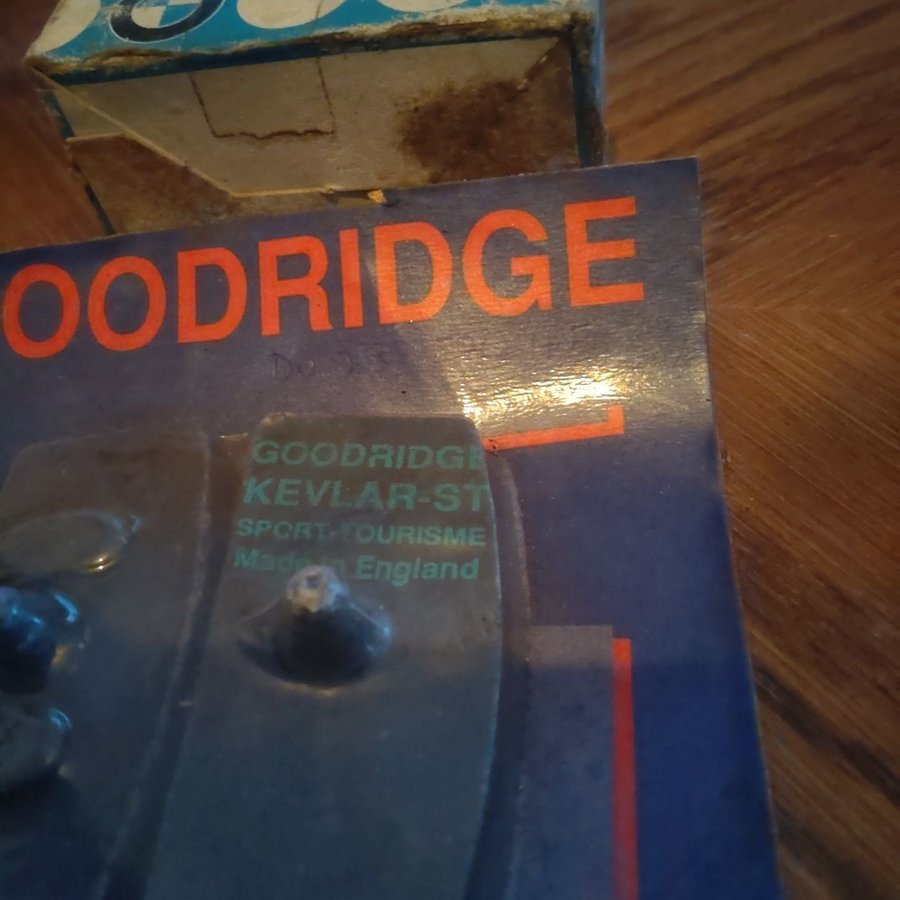 OODRIDGE
GOODRIDGE
KEVLAR-ST
SPORT-TOURISME
Made in England